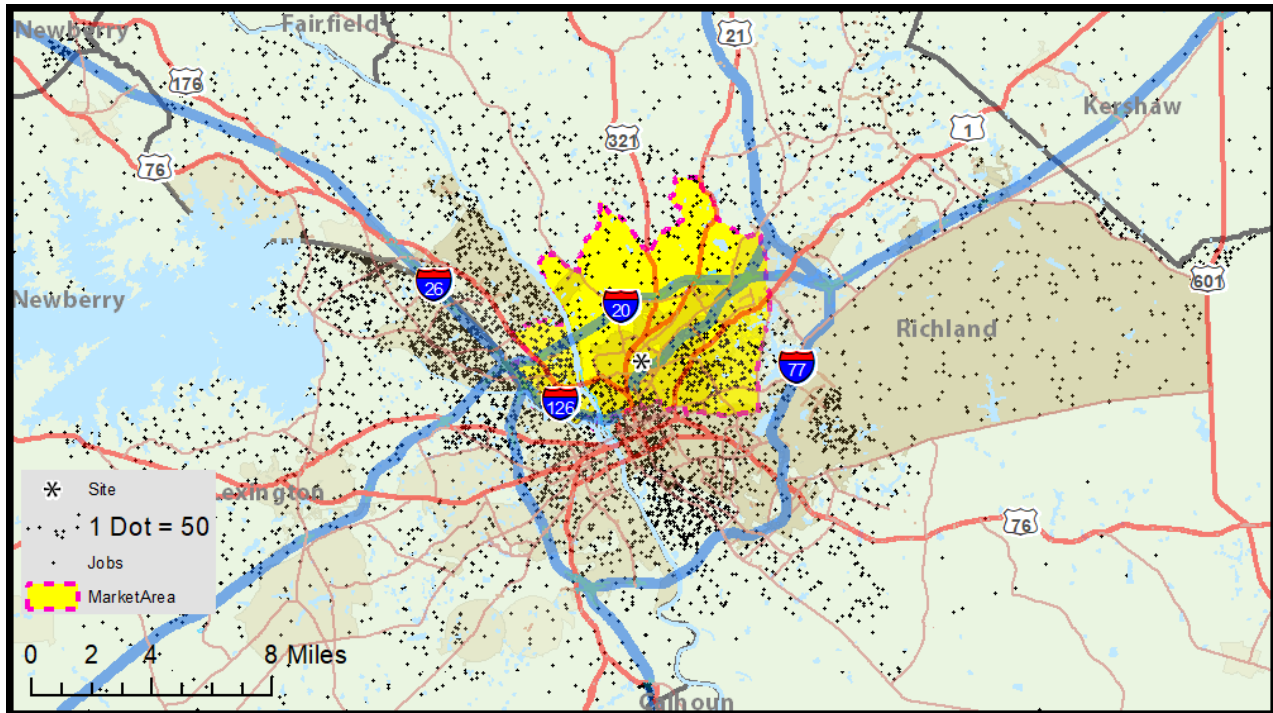 Newberry
Fairfield
21
176
Kershaw
1
321
76
26
601
Newberry
20
Richland
77
126
Site
Lexington
1 Dot = 50
76
Jobs
MarketArea
0 2 4 8 Miles
Calhoun